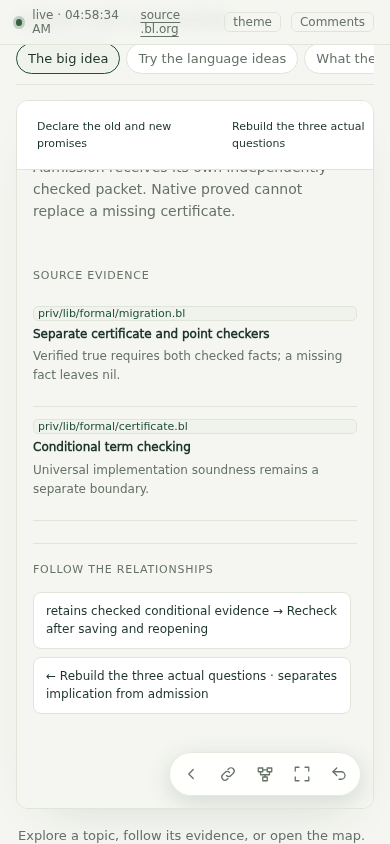 live · 04:58:34 AM
source
.bl.org
theme
Comments
The big idea
Try the language ideas
What the
Declare the old and new promises
Rebuild the three actual questions
Admission receives its own independently
checked packet. Native proved cannot
replace a missing certificate.
SOURCE EVIDENCE
priv/lib/formal/migration.bl
Separate certificate and point checkers
Verified true requires both checked facts; a missing
fact leaves nil.
priv/lib/formal/certificate.bl
Conditional term checking
Universal implementation soundness remains a
separate boundary.
FOLLOW THE RELATIONSHIPS
retains checked conditional evidence → Recheck
after saving and reopening
← Rebuild the three actual questions · separates
implication from admission
Explore a topic, follow its evidence, or open the map.